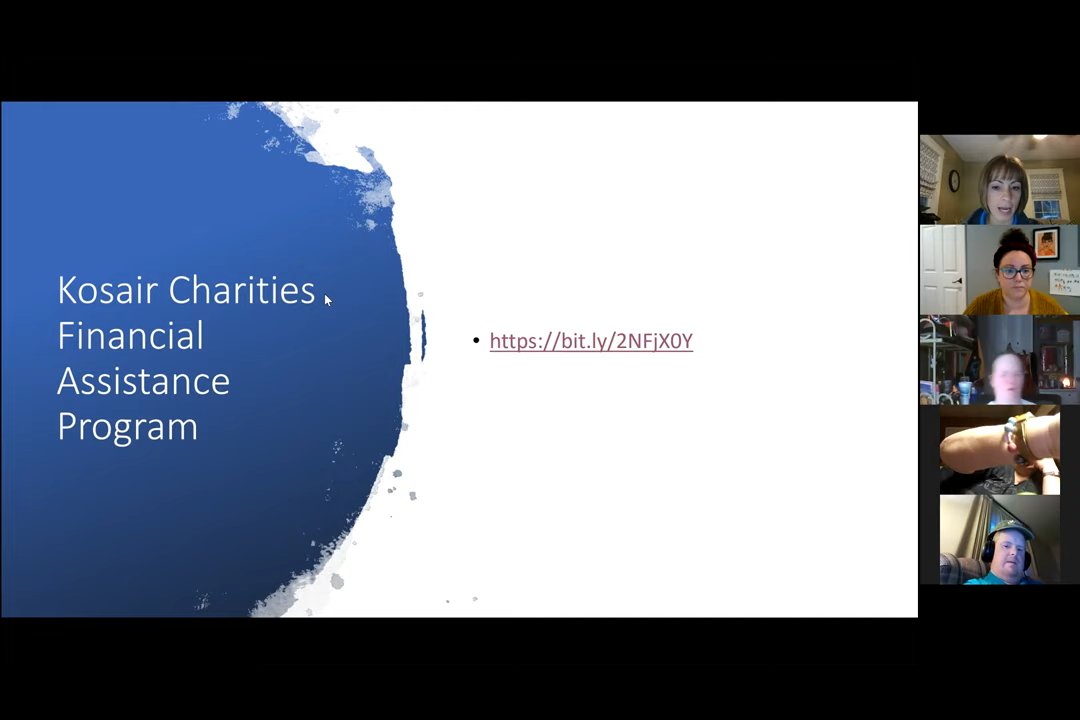 Kosair Charities
Financial
Assistance
Program
• https://bit.ly/2NFjX0Y